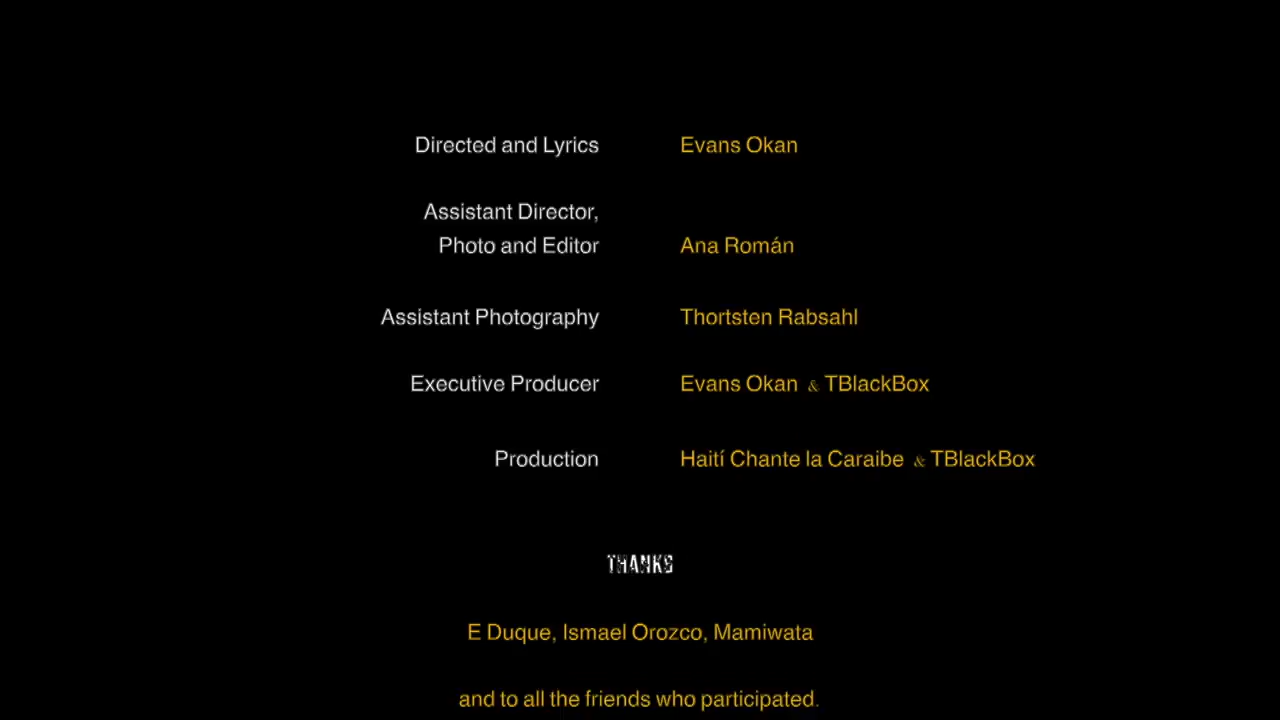 Directed and Lyrics Evans Okan
Assistant Director,
Photo and Editor Ana Román
Assistant Photography Thortsten Rabsahl
Executive Producer Evans Okan & TBlackBox
Production Haití Chante la Caraibe & TBlackBox
THANKS
E Duque, Ismael Orozco, Mamiwata
and to all the friends who participated.